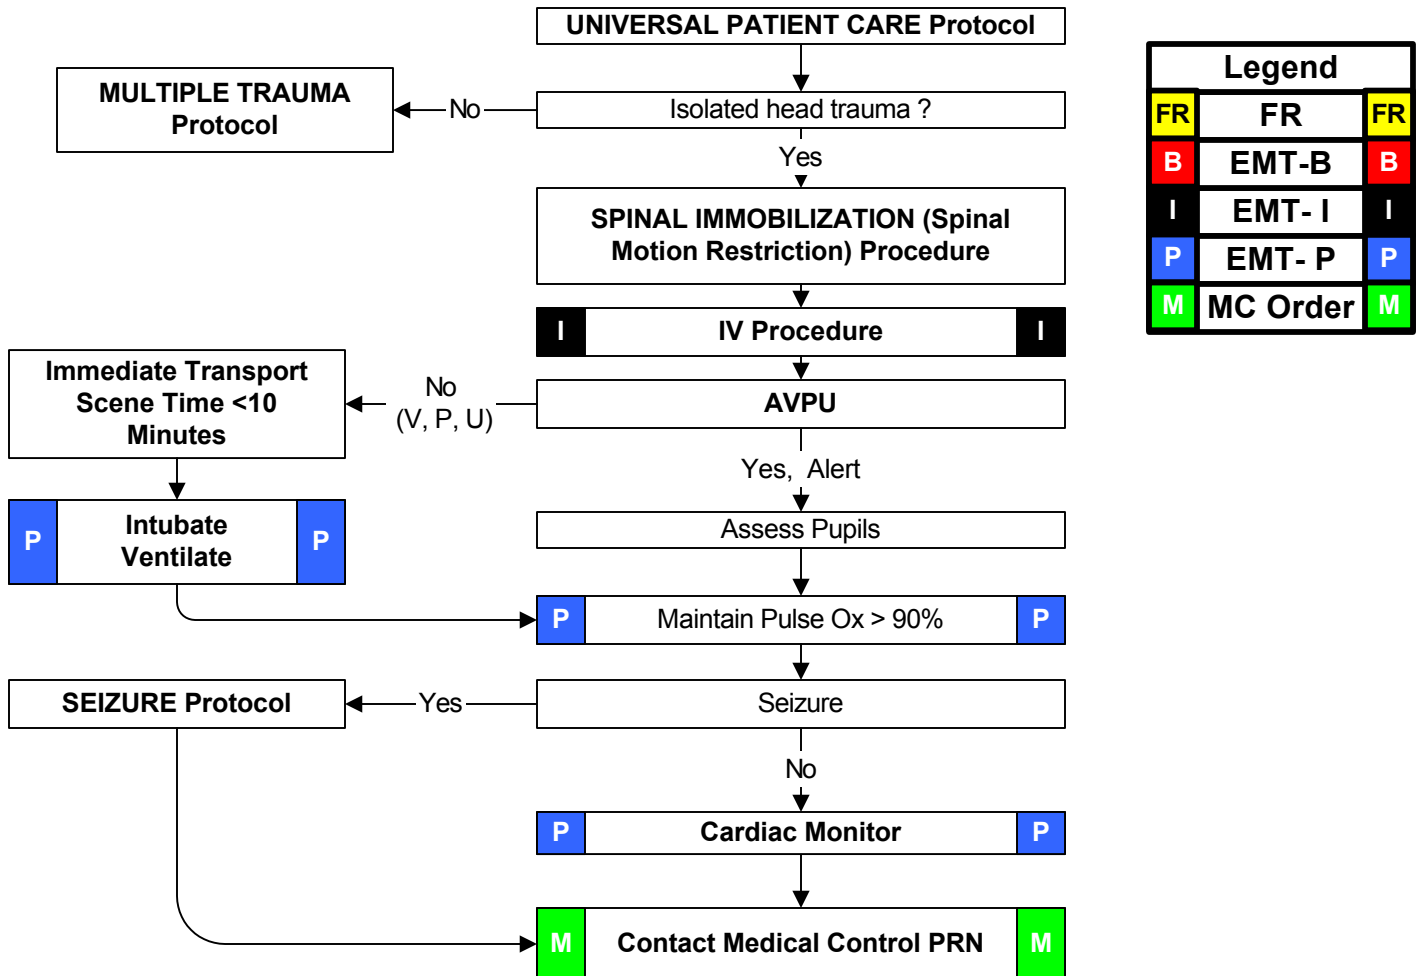 UNIVERSAL PATIENT CARE Protocol
MULTIPLE TRAUMA
Protocol
No
Isolated head trauma ?
Yes
SPINAL IMMOBILIZATION (Spinal
Motion Restriction) Procedure
I IV Procedure I
Immediate Transport
Scene Time <10
Minutes
No
(V, P, U)
AVPU
Yes, Alert
P Intubate P
Ventilate
Assess Pupils
P Maintain Pulse Ox > 90% P
SEIZURE Protocol
Yes
Seizure
No
P Cardiac Monitor P
M Contact Medical Control PRN M
Legend
FR FR FR
B EMT-B B
I EMT- I I
P EMT- P P
M MC Order M